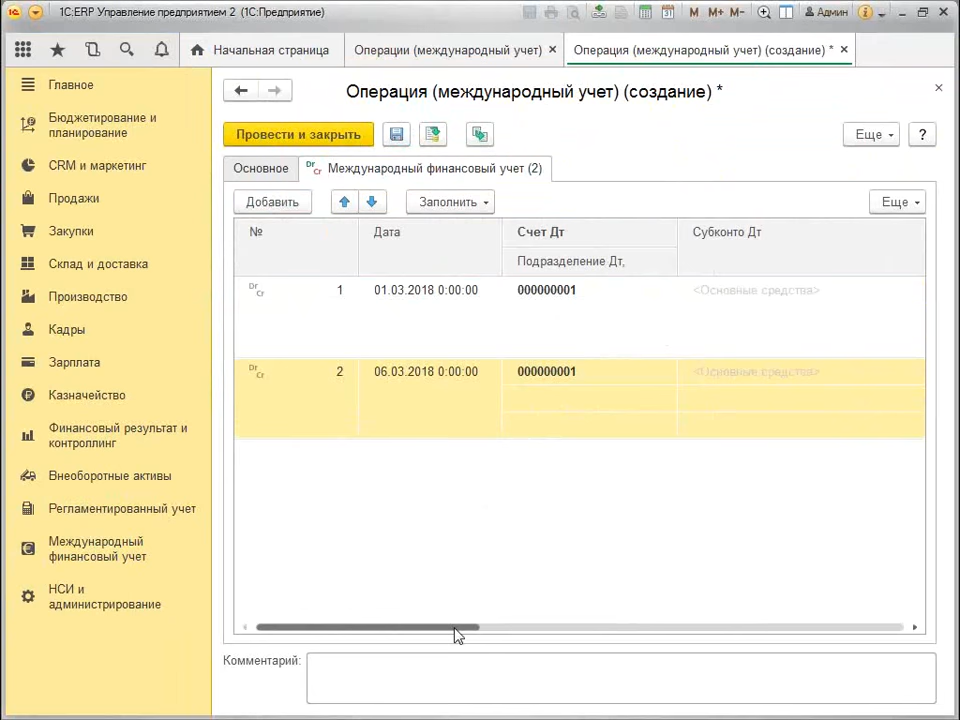 1С:ERP Управление предприятием 2 (1С:Предприятие)
M M+ M- Админ
Начальная страница
Операции (международный учет) ×
Операция (международный учет) (создание) * ×
Главное
Бюджетирование и
планирование
CRM и маркетинг
Продажи
Закупки
Склад и доставка
Производство
Кадры
Зарплата
Казначейство
Финансовый результат и
контроллинг
Внеоборотные активы
Регламентированный учет
Международный
финансовый учет
НСИ и
администрирование
Операция (международный учет) (создание) *
Провести и закрыть
Еще
?
Основное
Дт Кт Международный финансовый учет (2)
Добавить
Заполнить
Еще
№ Дата Счет Дт Субконто Дт
Подразделение Дт,
1 01.03.2018 0:00:00 000000001 <Основные средства>
2 06.03.2018 0:00:00 000000001 <Основные средства>
Комментарий: